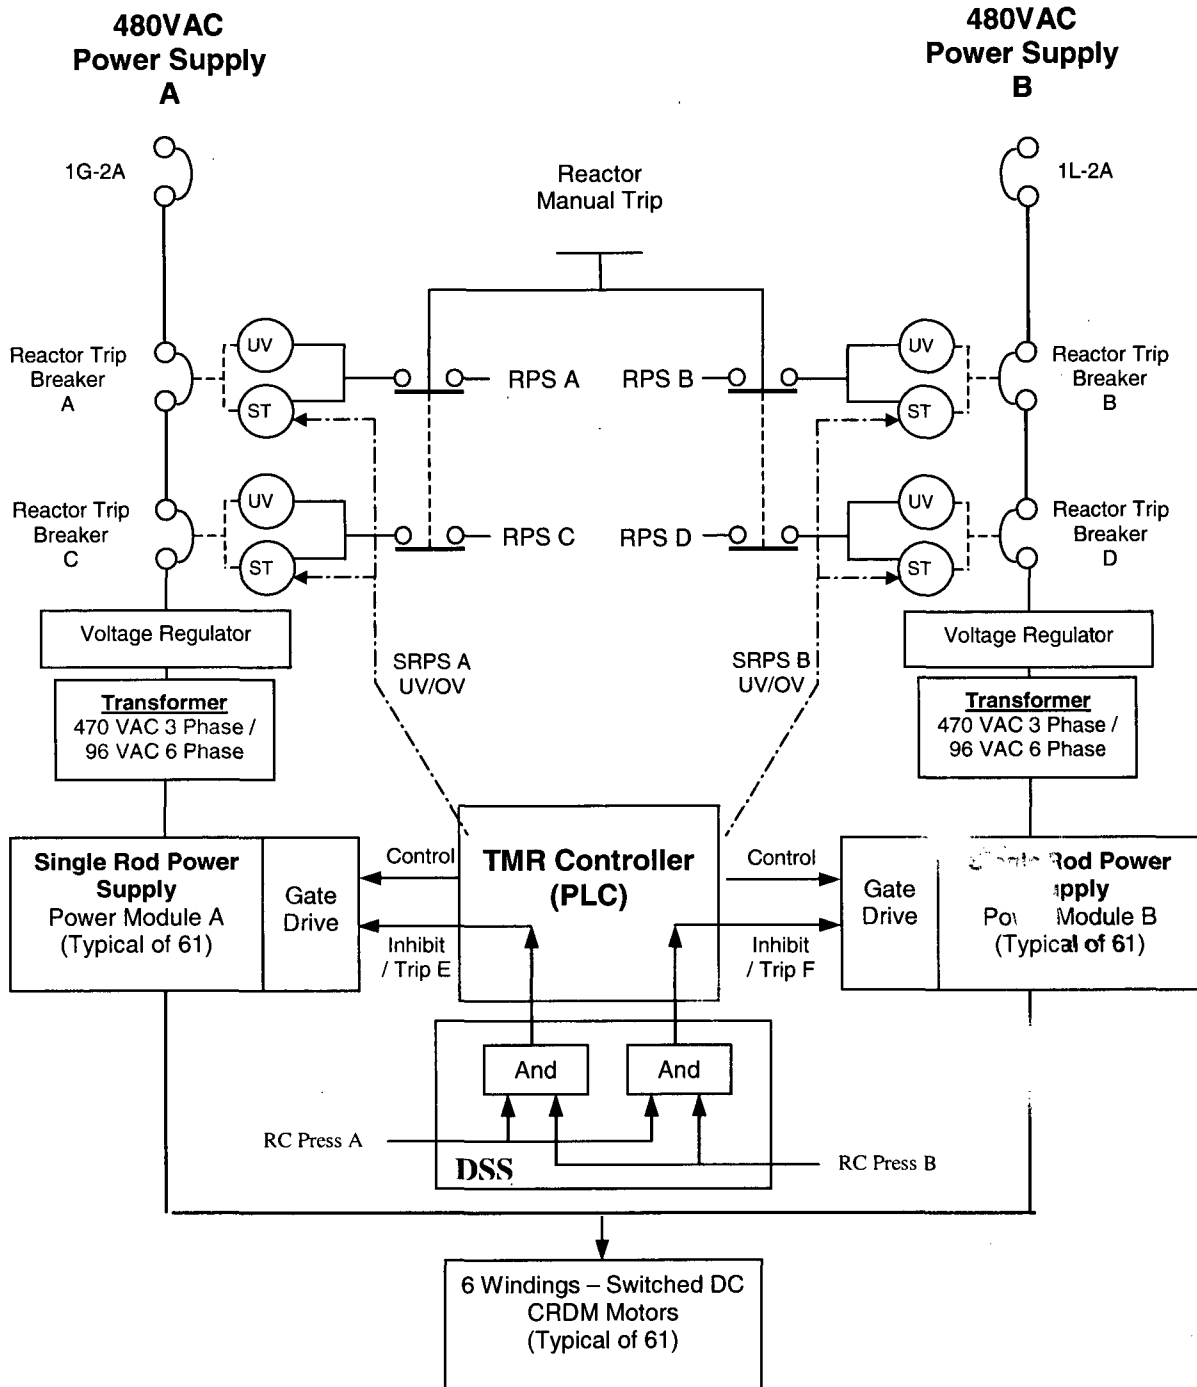 480VAC
Power Supply
A
480VAC
Power Supply
B
1G-2A
1L-2A
Reactor
Manual Trip
Reactor Trip
Breaker
A
UV
ST
RPS A
RPS B
UV
ST
Reactor Trip
Breaker
B
Reactor Trip
Breaker
C
UV
ST
RPS C
RPS D
UV
ST
Reactor Trip
Breaker
D
Voltage Regulator
Voltage Regulator
SRPS A
UV/OV
SRPS B
UV/OV
Transformer
470 VAC 3 Phase /
96 VAC 6 Phase
Transformer
470 VAC 3 Phase /
96 VAC 6 Phase
Single Rod Power
Supply
Power Module A
(Typical of 61)
Gate
Drive
Control
Inhibit
/ Trip E
TMR Controller
(PLC)
Control
Inhibit
/ Trip F
Gate
Drive
Rod Power
Module B
(Typical of 61)
And
And
RC Press A
DSS
RC Press B
6 Windings – Switched DC
CRDM Motors
(Typical of 61)